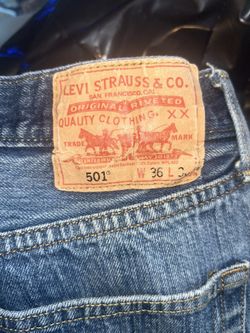 LEVI STRAUSS & CO.
SAN FRANCISCO, CAL.
ORIGINAL RIVETED
QUALITY CLOTHING. XX
TRADE MARK
501® W 36 L